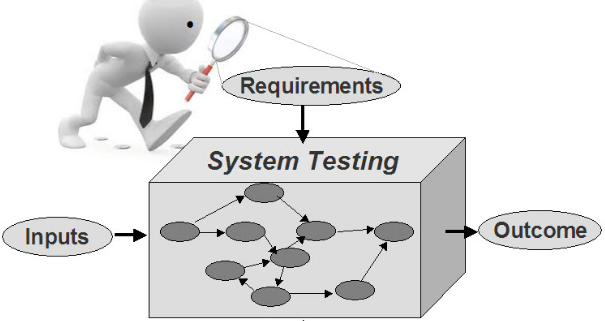 Requirements
System Testing
Inputs
Outcome